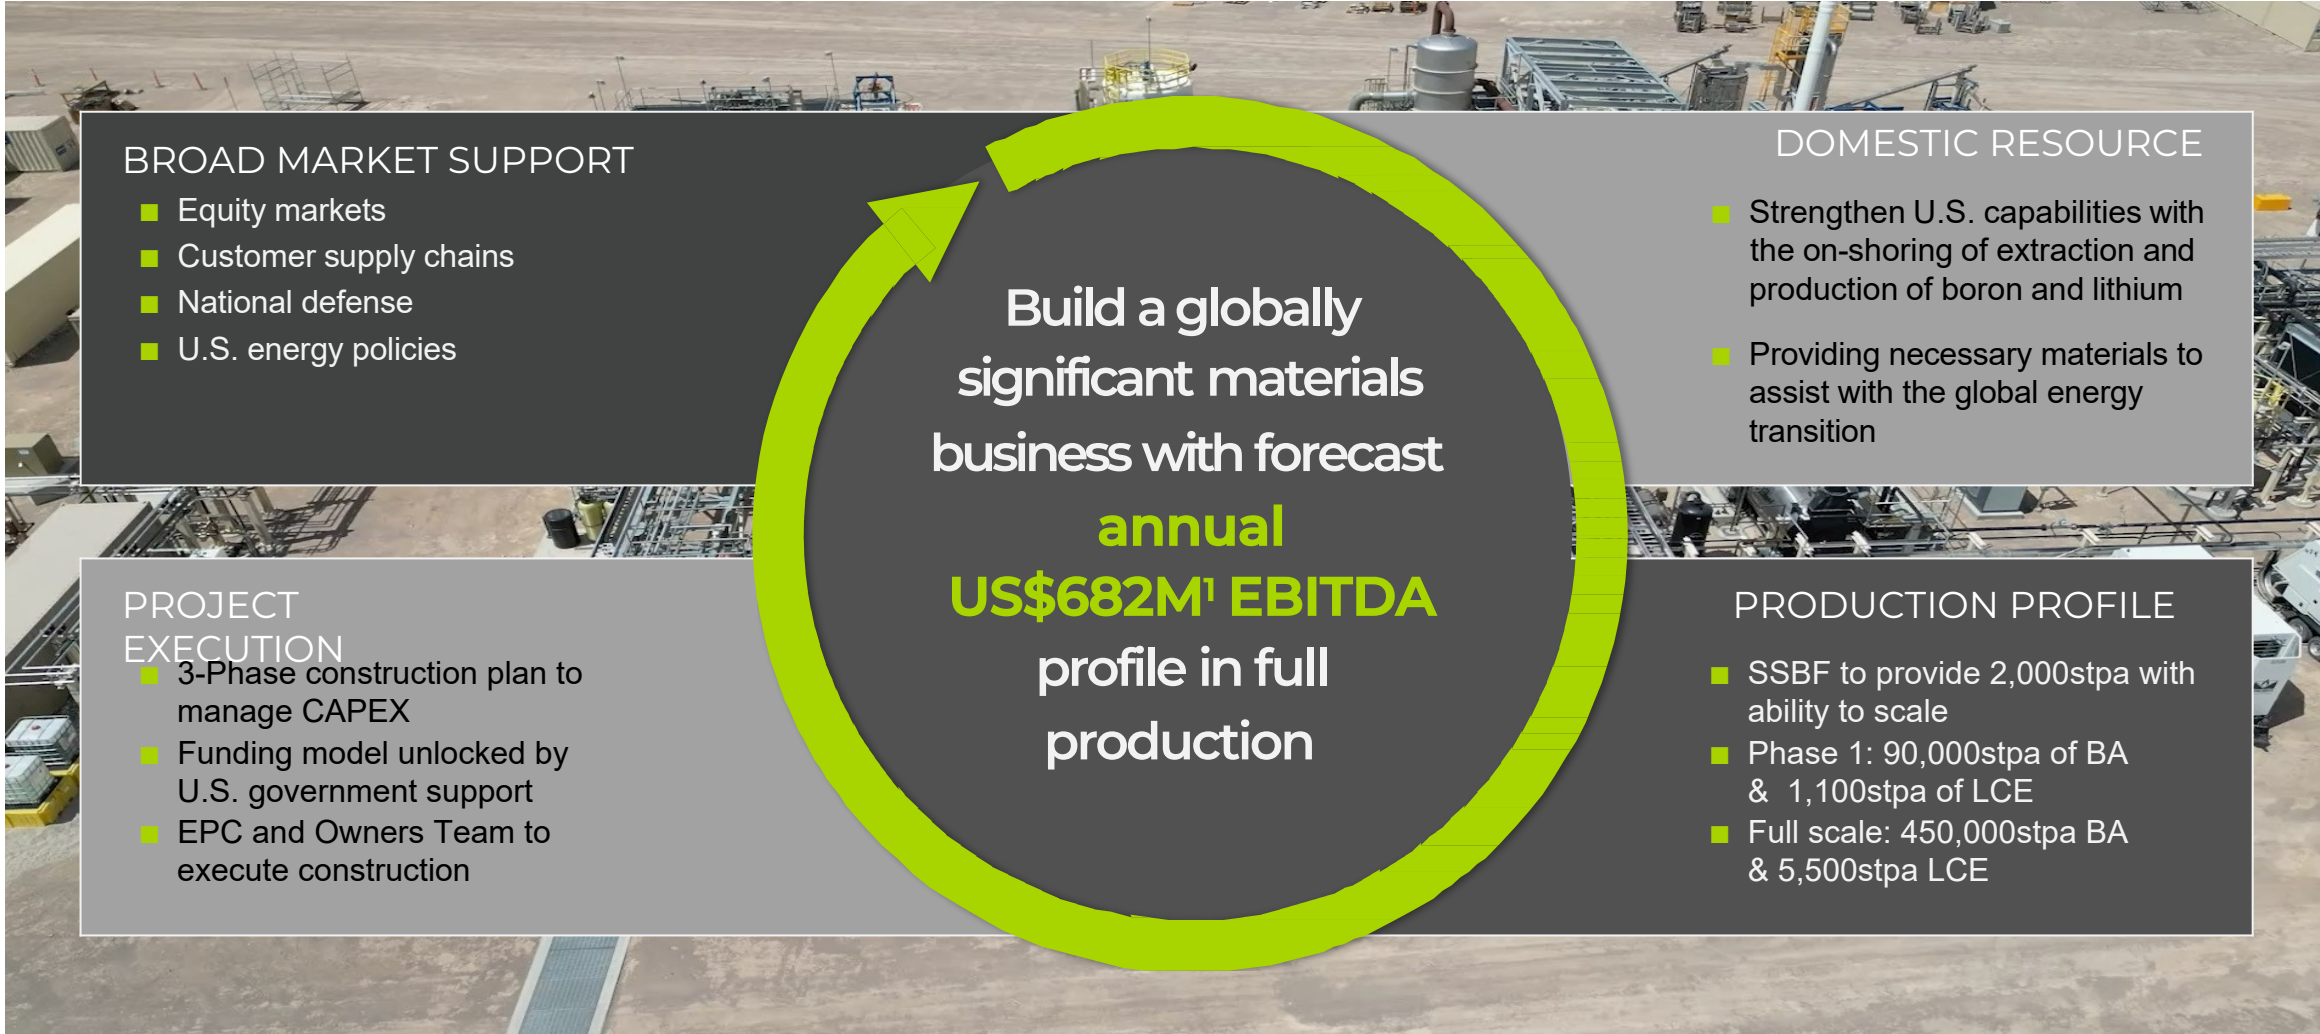 BROAD MARKET SUPPORT
■ Equity markets
■ Customer supply chains
■ National defense
■ U.S. energy policies
DOMESTIC RESOURCE
■ Strengthen U.S. capabilities with
the on-shoring of extraction and
production of boron and lithium
■ Providing necessary materials to
assist with the global energy
transition
Build a globally
significant materials
business with forecast
annual
US$682M¹ EBITDA
profile in full
production
PROJECT
EXECUTION
■ 3-Phase construction plan to
manage CAPEX
■ Funding model unlocked by
U.S. government support
■ EPC and Owners Team to
execute construction
PRODUCTION PROFILE
■ SSBF to provide 2,000stpa with
ability to scale
■ Phase 1: 90,000stpa of BA
& 1,100stpa of LCE
■ Full scale: 450,000stpa BA
& 5,500stpa LCE